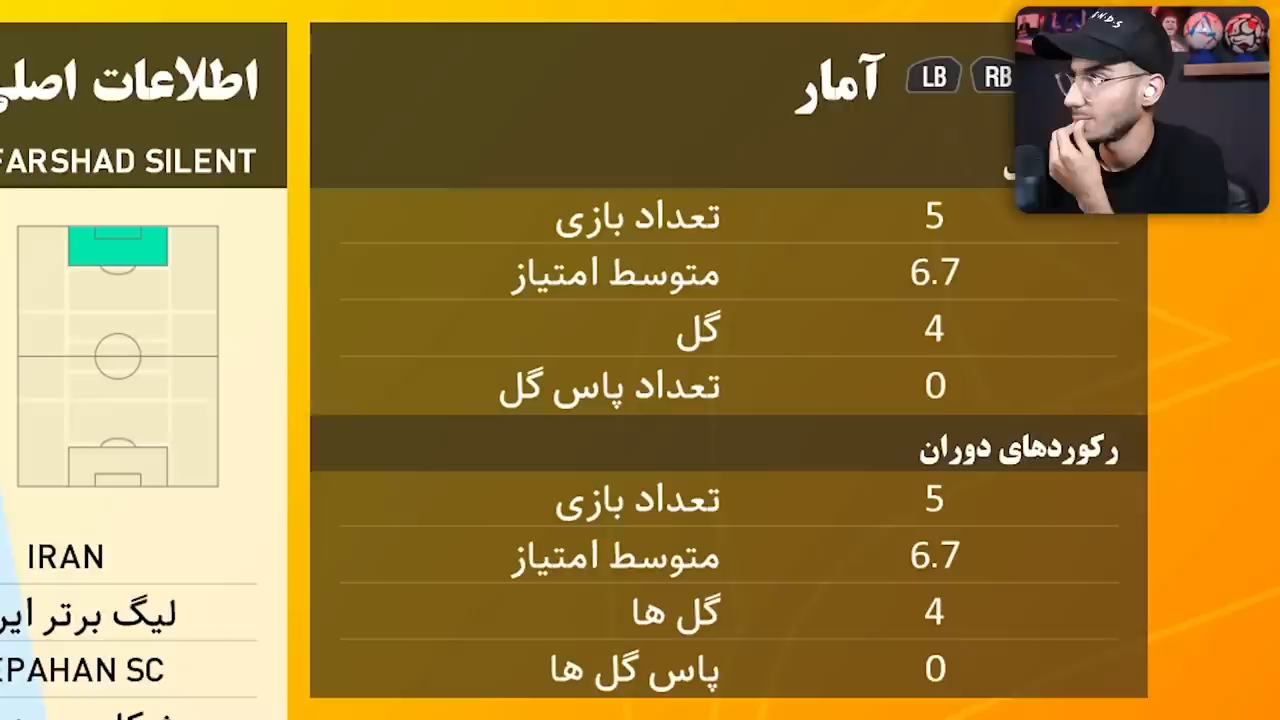 اطلاعات اصلی
FARSHAD SILENT
IRAN
لیگ برتر
EPAHAN SC
آمار
LB RB
تعداد بازی 5
متوسط امتیاز 6.7
گل 4
تعداد پاس گل 0
رکوردهای دوران
تعداد بازی 5
متوسط امتیاز 6.7
گل ها 4
پاس گل ها 0